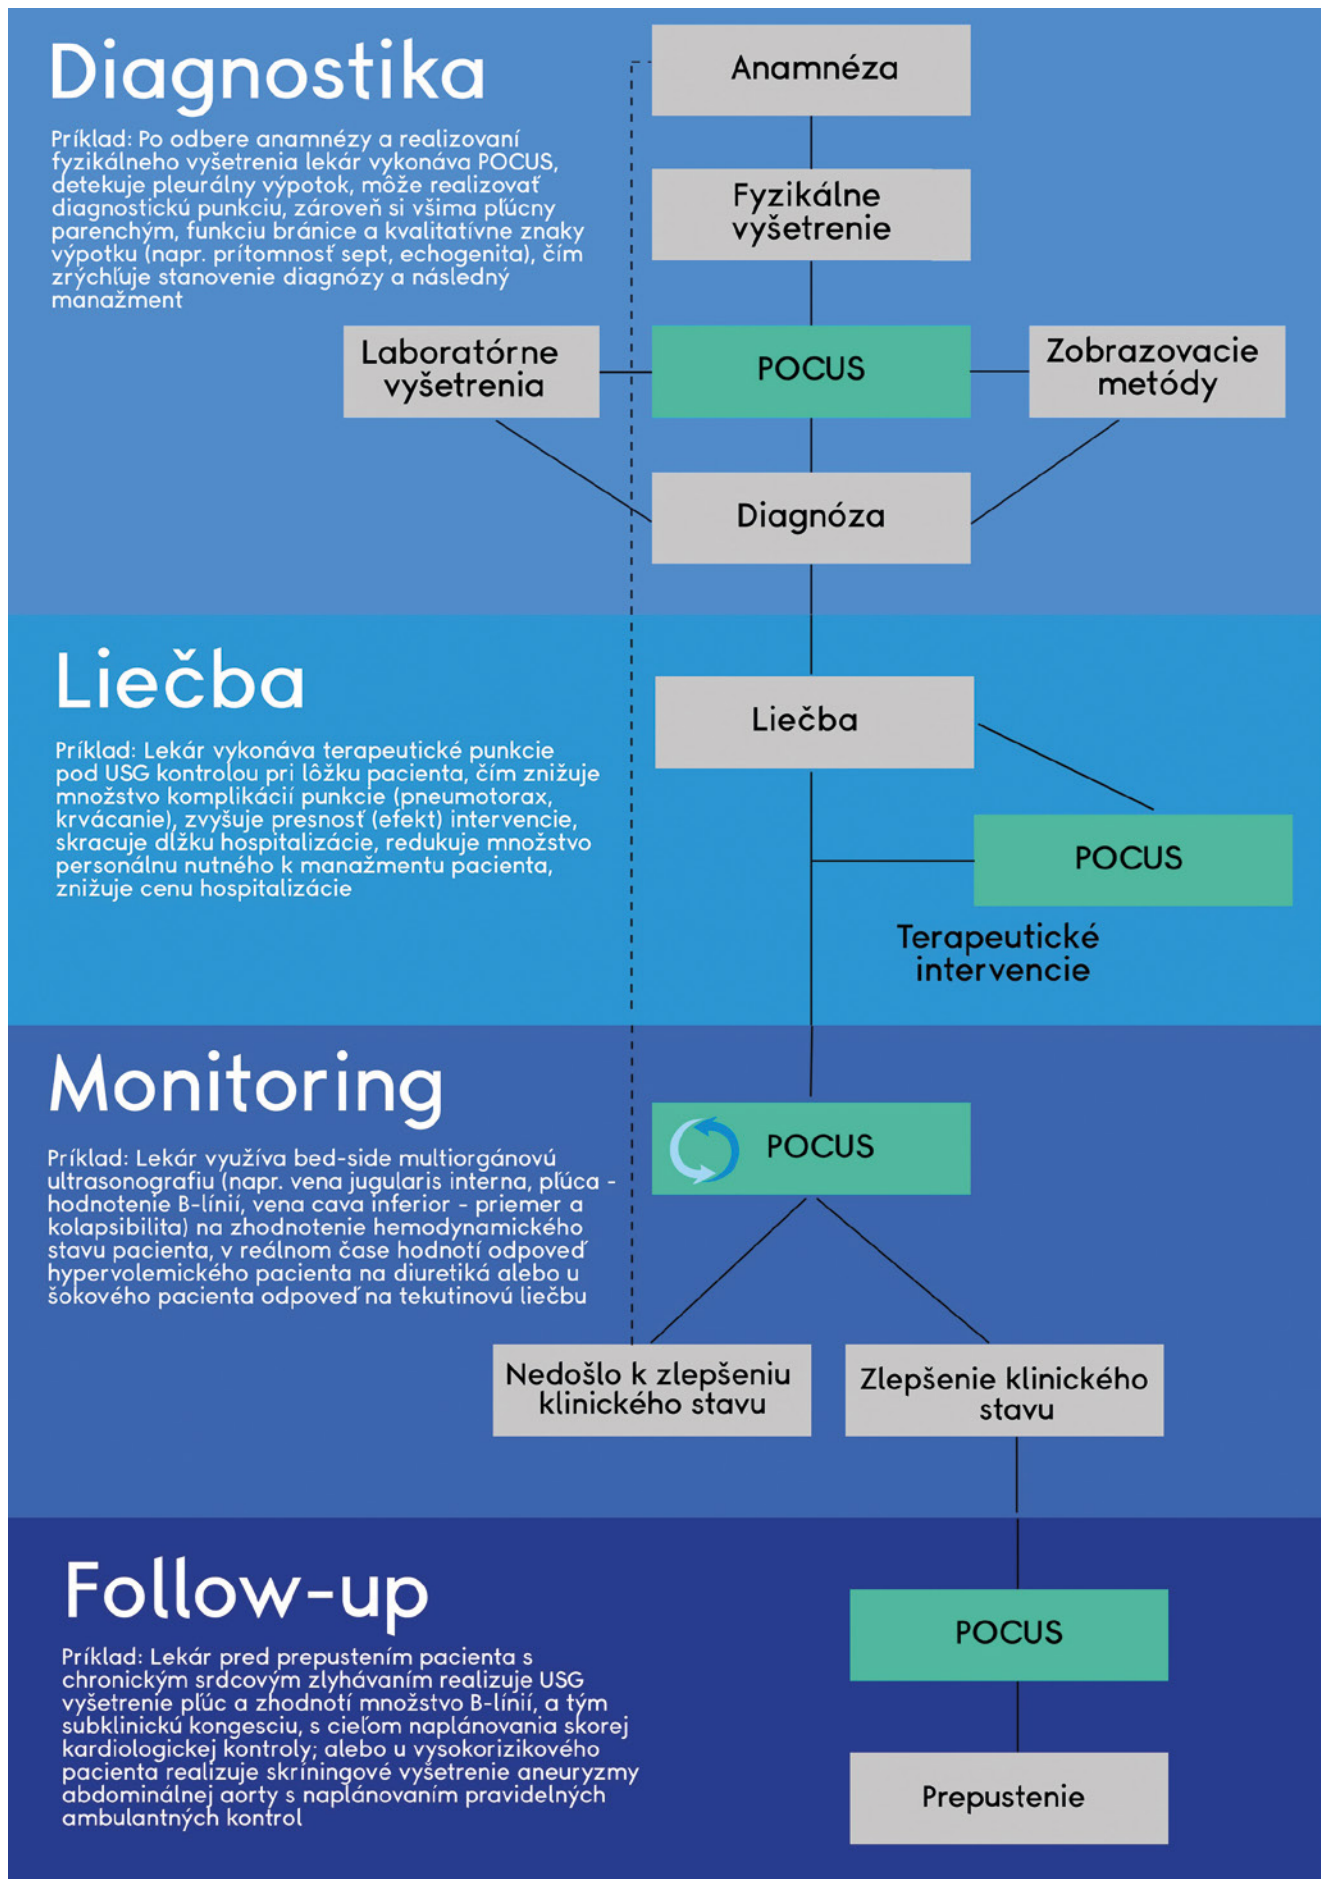 Diagnostika
Príklad: Po odbere anamnézy a realizovaní
fyzikálneho vyšetrenia lekár vykonáva POCUS,
detekuje pleurálny výpotok, môže realizovať
diagnostickú punkciu, zároveň si všima pľúcny
parenchým, funkciu bránice a kvalitatívne znaky
výpotku (napr. prítomnosť sept, echogenita), čím
zrýchľuje stanovenie diagnózy a následný
manažment
Anamnéza
Fyzikálne
vyšetrenie
Laboratórne
vyšetrenia
POCUS
Zobrazovacie
metódy
Diagnóza
Liečba
Príklad: Lekár vykonáva terapeutické punkcie
pod USG kontrolou pri lôžku pacienta, čím znižuje
množstvo komplikácií punkcie (pneumotorax,
krvácanie), zvyšuje presnosť (efekt) intervencie,
skracuje dĺžku hospitalizácie, redukuje množstvo
personálnu nutného k manažmentu pacienta,
znižuje cenu hospitalizácie
Liečba
POCUS
Terapeutické
intervencie
Monitoring
Príklad: Lekár využíva bed-side multiorgánovú
ultrasonografiu (napr. vena jugularis interna, pľúca -
hodnotenie B-línií, vena cava inferior - priemer a
kolapsibilita) na zhodnotenie hemodynamického
stavu pacienta, v reálnom čase hodnotí odpoveď
hypervolemického pacienta na diuretiká alebo u
šokového pacienta odpoveď na tekutinovú liečbu
POCUS
Nedošlo k zlepšeniu
klinického stavu
Zlepšenie klinického
stavu
Follow-up
Príklad: Lekár pred prepustením pacienta s
chronickým srdcovým zlyhávaním realizuje USG
vyšetrenie pľúc a zhodnotí množstvo B-línií, a tým
subklinickú kongesciu, s cieľom naplánovania skorej
kardiologickej kontroly; alebo u vysokorizikového
pacienta realizuje skríningové vyšetrenie aneuryzmy
abdominálnej aorty s naplánovaním pravidelných
ambulantných kontrol
POCUS
Prepustenie